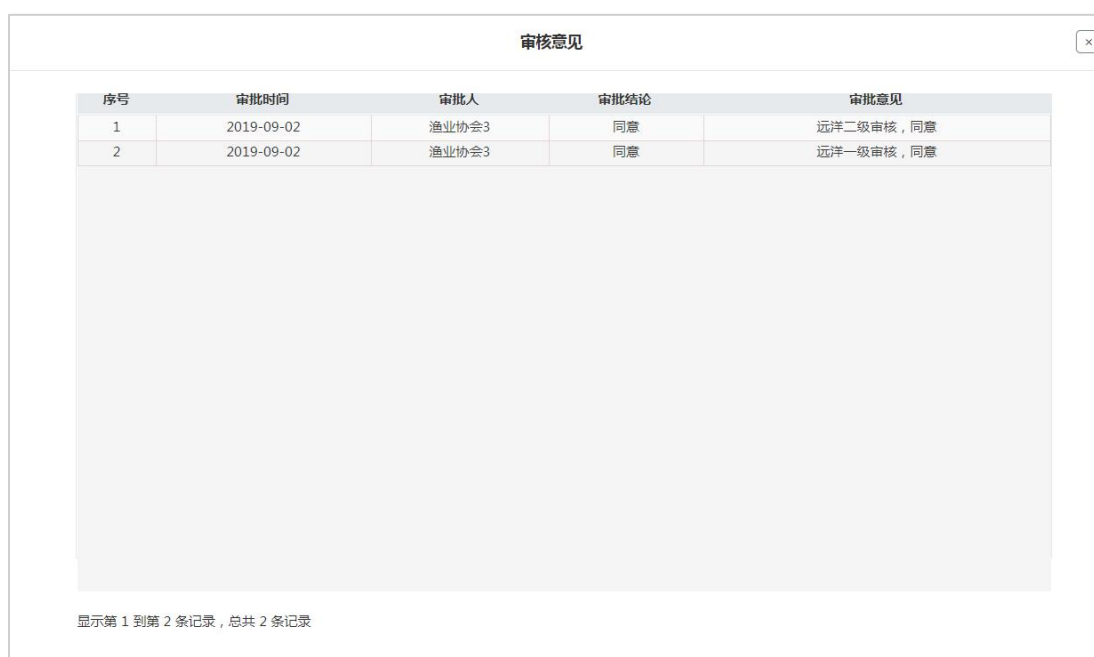 审核意见
×
序号 审批时间 审批人 审批结论 审批意见
1 2019-09-02 渔业协会3 同意 远洋二级审核，同意
2 2019-09-02 渔业协会3 同意 远洋一级审核，同意
显示第 1 到第 2 条记录，总共 2 条记录